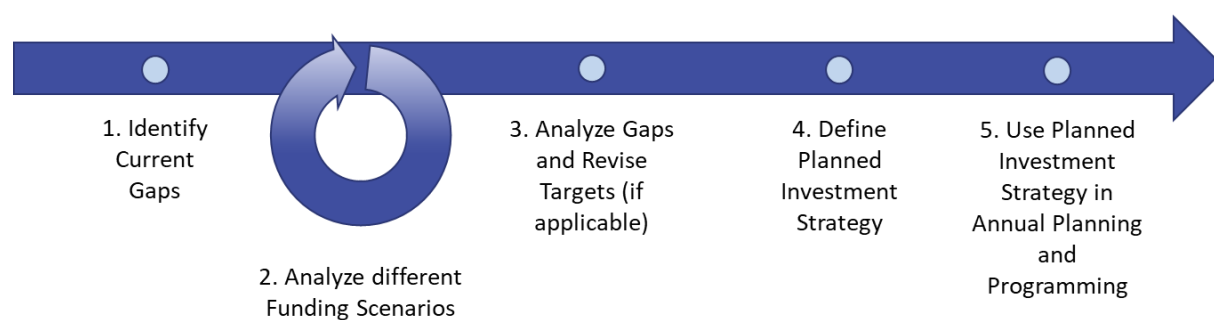 1. Identify
Current
Gaps
2. Analyze different
Funding Scenarios
3. Analyze Gaps
and Revise
Targets (if
applicable)
4. Define
Planned
Investment
Strategy
5. Use Planned
Investment
Strategy in
Annual Planning
and
Programming